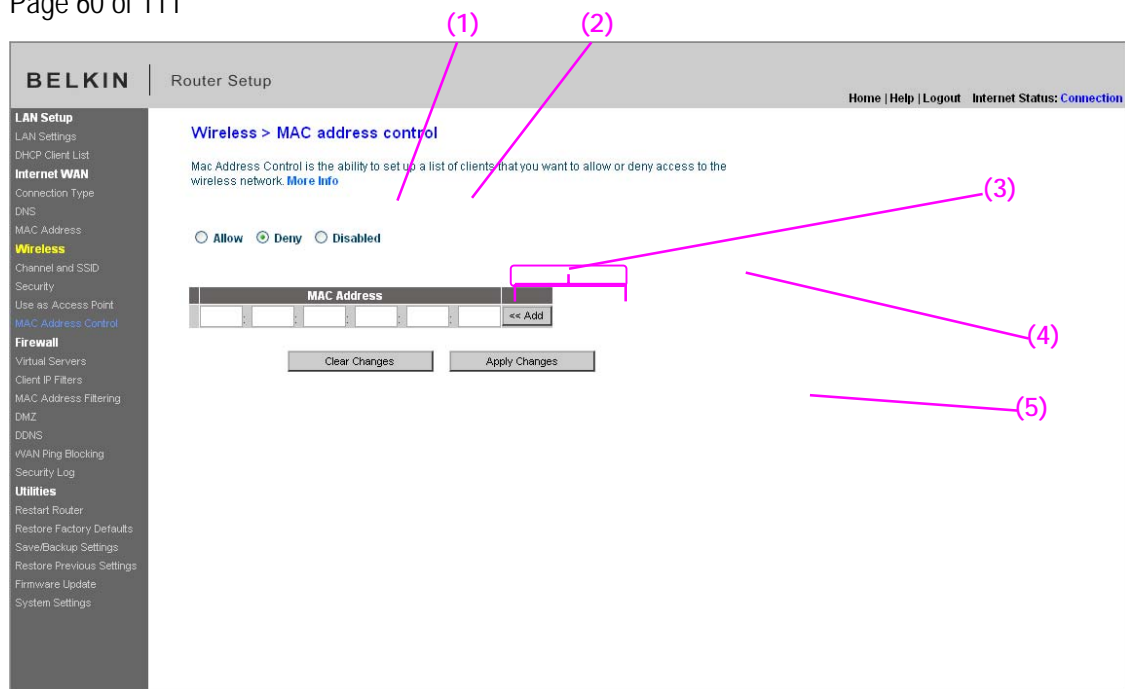 Page 60 of 111
(1) (2)
BELKIN Router Setup
Home | Help | Logout Internet Status: Connection
LAN Setup
LAN Settings
DHCP Client List
Internet WAN
Connection Type
DNS
MAC Address
Wireless
Channel and SSID
Security
Use as Access Point
MAC Address Control
Firewall
Virtual Servers
Client IP Filters
MAC Address Filtering
DMZ
DDNS
WAN Ping Blocking
Security Log
Utilities
Restart Router
Restore Factory Defaults
Save/Backup Settings
Restore Previous Settings
Firmware Update
System Settings
Wireless > MAC address control
Mac Address Control is the ability to set up a list of clients that you want to allow or deny access to the
wireless network. More Info
(3)
Allow Deny Disabled
MAC Address
: : : : : << Add
(4)
Clear Changes Apply Changes
(5)